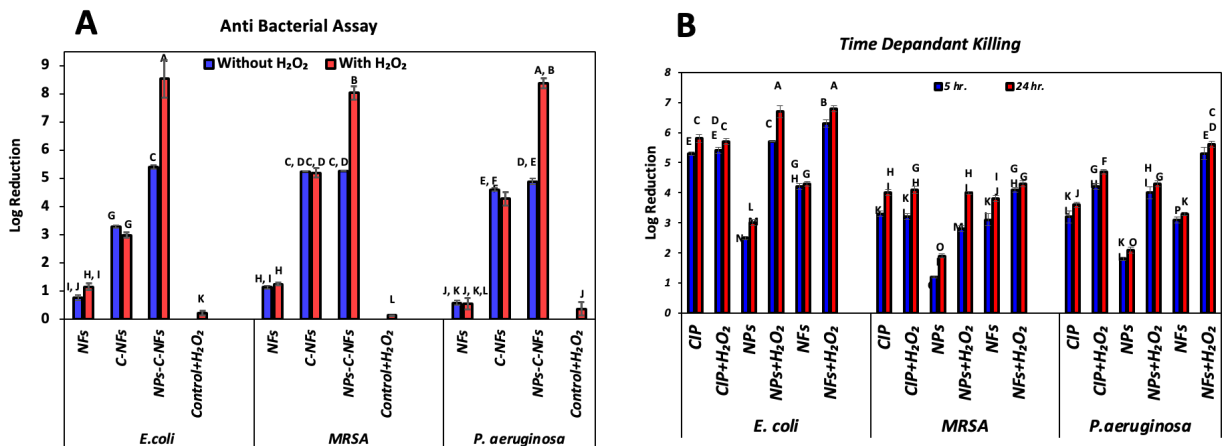 A
Anti Bacterial Assay
Without H₂O₂
With H₂O₂
Log Reduction
9
8
7
6
5
4
3
2
1
0
I, J
H, I
G
G
C
A
K
H, I
H
C, D
C, D
C, D
B
L
J, K
J, K,L
E, F
D, E
A, B
J
NFs
C-NFs
NPs-C-NFs
Control+H₂O₂
NFs
C-NFs
NPs-C-NFs
Control+H₂O₂
NFs
C-NFs
NPs-C-NFs
Control+H₂O₂
E.coli
MRSA
P. aeruginosa
B
Time Dependant Killing
5 hr.
24 hr.
Log Reduction
8
7
6
5
4
3
2
1
0
E
C
D
E
C
N
L
M
C
A
G
H
G
B
A
K
L
H
I
K
L
G
H
O
M
H
I
K
L
I
J
G
H
G
K
L
J
G
H
F
K
L
O
H
I
G
P
K
E
C
D
CIP
CIP+H₂O₂
NPs
NPs+H₂O₂
NFs
NFs+H₂O₂
CIP
CIP+H₂O₂
NPs
NPs+H₂O₂
NFs
NFs+H₂O₂
CIP
CIP+H₂O₂
NPs
NPs+H₂O₂
NFs
NFs+H₂O₂
E. coli
MRSA
P.aeruginosa